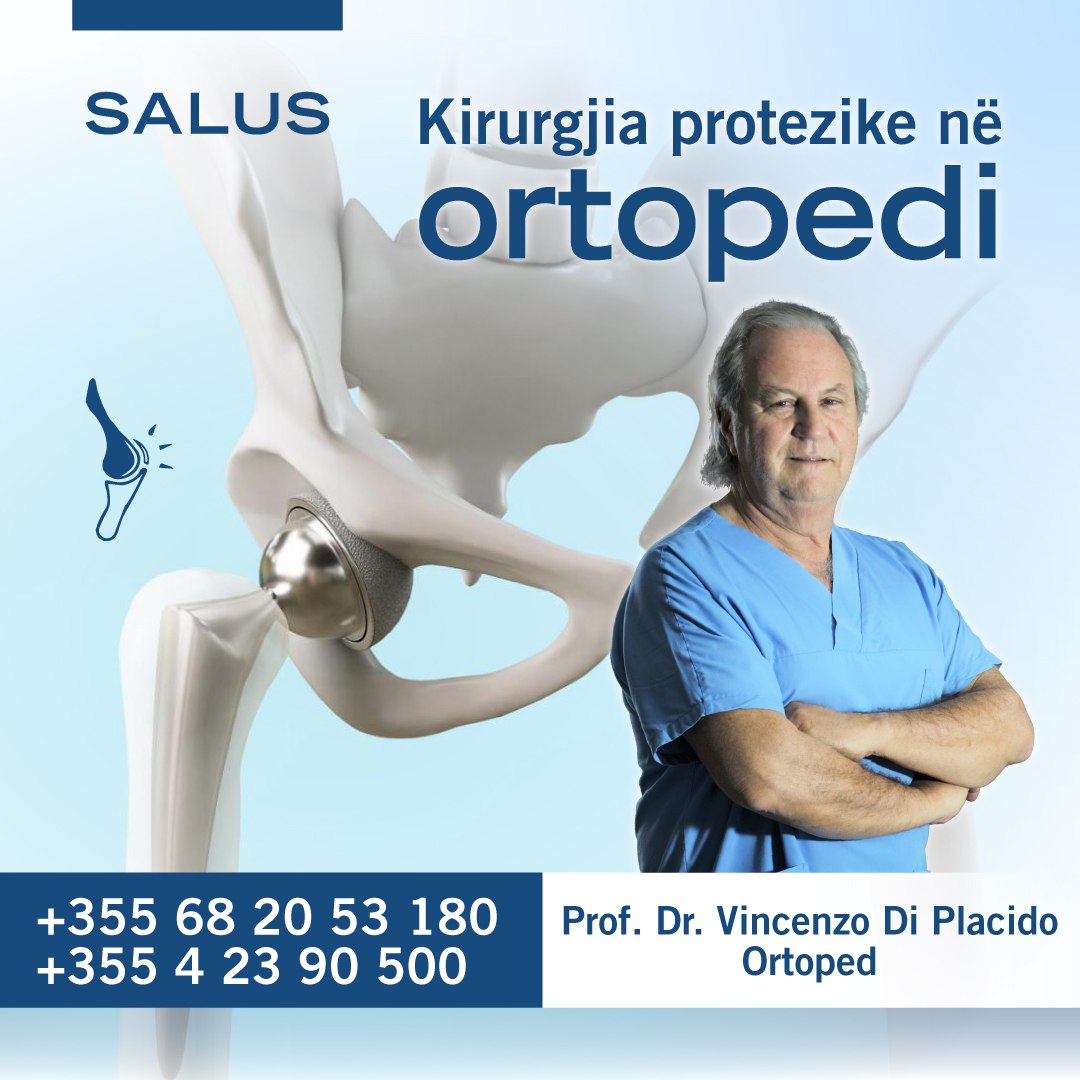 SALUS
Kirurgjia protezike në
ortopedi
+355 68 20 53 180
+355 4 23 90 500
Prof. Dr. Vincenzo Di Placido
Ortoped